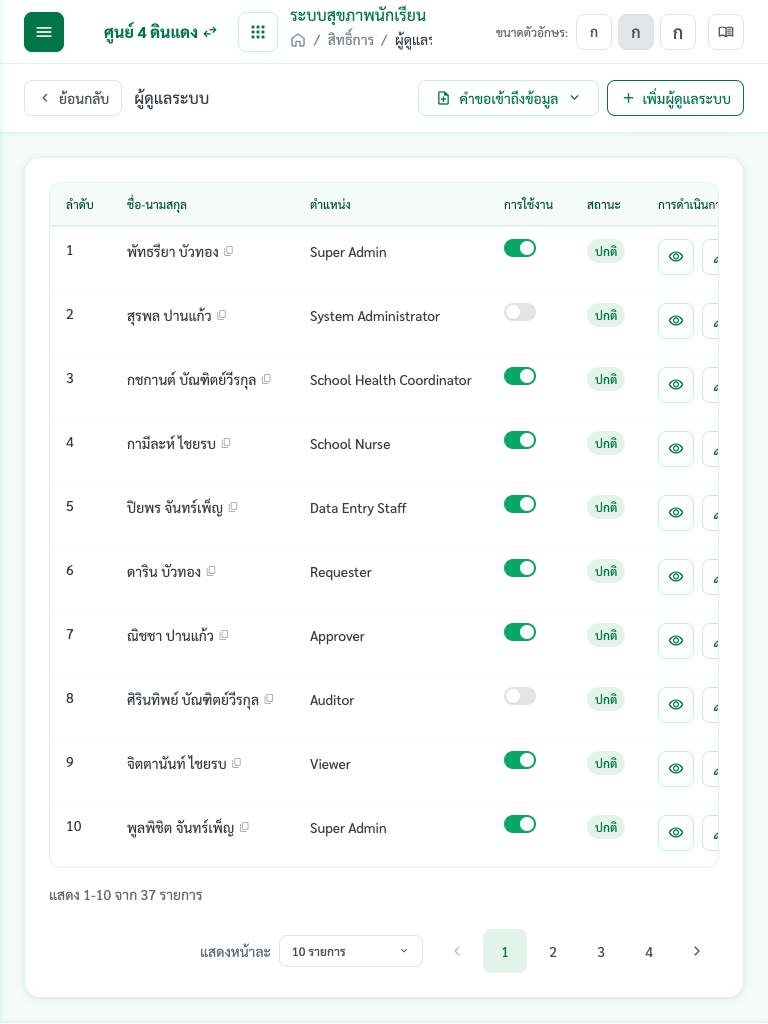 ศูนย์ 4 ดินแดง
ระบบสุขภาพนักเรียน
/ สิทธิ์การ / ผู้ดูแลร
ขนาดตัวอักษร: ก ก ก
ย้อนกลับ ผู้ดูแลระบบ
คำขอเข้าถึงข้อมูล + เพิ่มผู้ดูแลระบบ
ลำดับ ชื่อ-นามสกุล ตำแหน่ง การใช้งาน สถานะ การดำเนินกา
1 พัทธรียา บัวทอง Super Admin ปกติ
2 สุรพล ปานแก้ว System Administrator ปกติ
3 กชกานต์ บัณฑิตย์วีรกุล School Health Coordinator ปกติ
4 กามีละห์ ไชยรบ School Nurse ปกติ
5 ปิยพร จันทร์เพ็ญ Data Entry Staff ปกติ
6 ดาริน บัวทอง Requester ปกติ
7 ณิชชา ปานแก้ว Approver ปกติ
8 ศิรินทิพย์ บัณฑิตย์วีรกุล Auditor ปกติ
9 จิตตานันท์ ไชยรบ Viewer ปกติ
10 พูลพิชิต จันทร์เพ็ญ Super Admin ปกติ
แสดง 1-10 จาก 37 รายการ
แสดงหน้าละ 10 รายการ 1 2 3 4